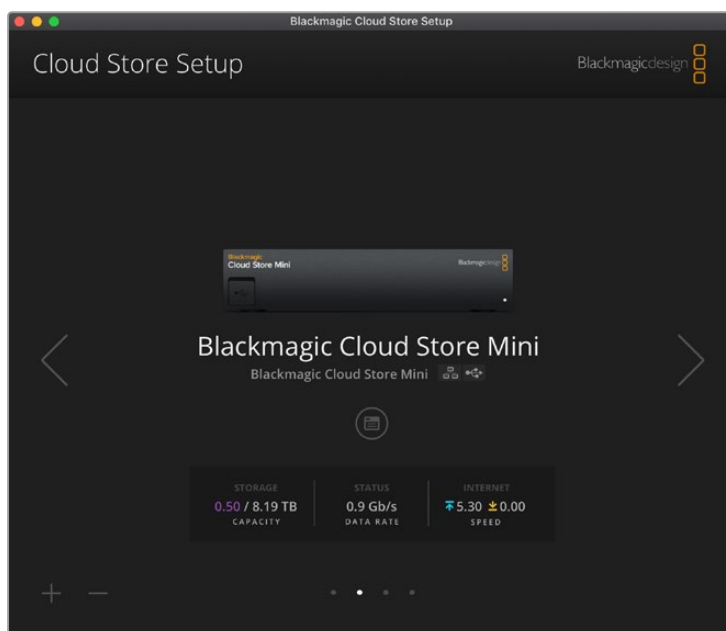 Blackmagic Cloud Store Setup
Cloud Store Setup
Blackmagicdesign
Blackmagic
Cloud Store Mini
Blackmagicdesign
Blackmagic Cloud Store Mini
Blackmagic Cloud Store Mini
STORAGE STATUS INTERNET
0.50 / 8.19 TB 0.9 Gb/s 5.30 0.00
CAPACITY DATA RATE SPEED